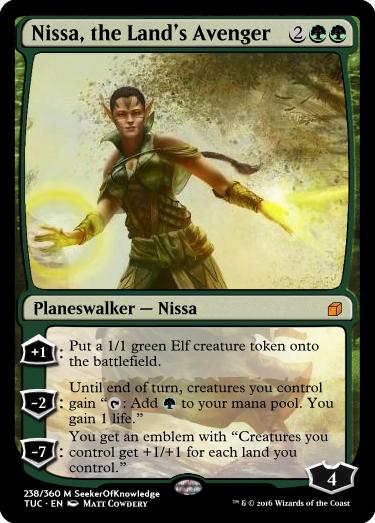 Nissa, the Land's Avenger 2
Planeswalker — Nissa
+1: Put a 1/1 green Elf creature token onto
the battlefield.
Until end of turn, creatures you control
-2: gain “: Add to your mana pool. You
gain 1 life.”
You get an emblem with “Creatures you
-7: control get +1/+1 for each land you
control.”
4
238/360 M SeekerOfKnowledge
TUC · EN Matt Cowdery
™ & © 2016 Wizards of the Coast